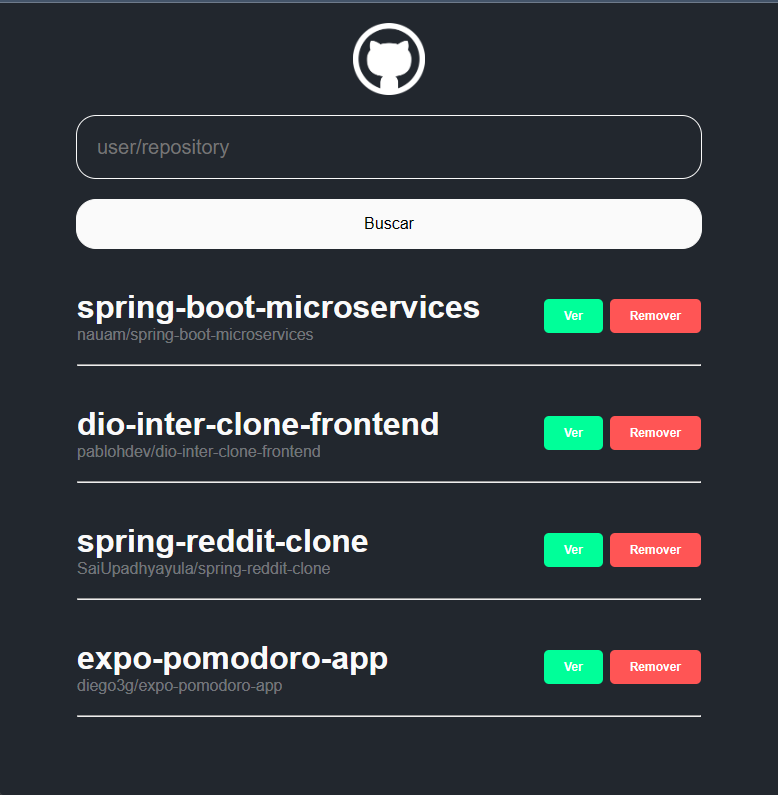 user/repository
Buscar
spring-boot-microservices
nauam/spring-boot-microservices
Ver
Remover
dio-inter-clone-frontend
pablohdev/dio-inter-clone-frontend
Ver
Remover
spring-reddit-clone
SaiUpadhyayula/spring-reddit-clone
Ver
Remover
expo-pomodoro-app
diego3g/expo-pomodoro-app
Ver
Remover